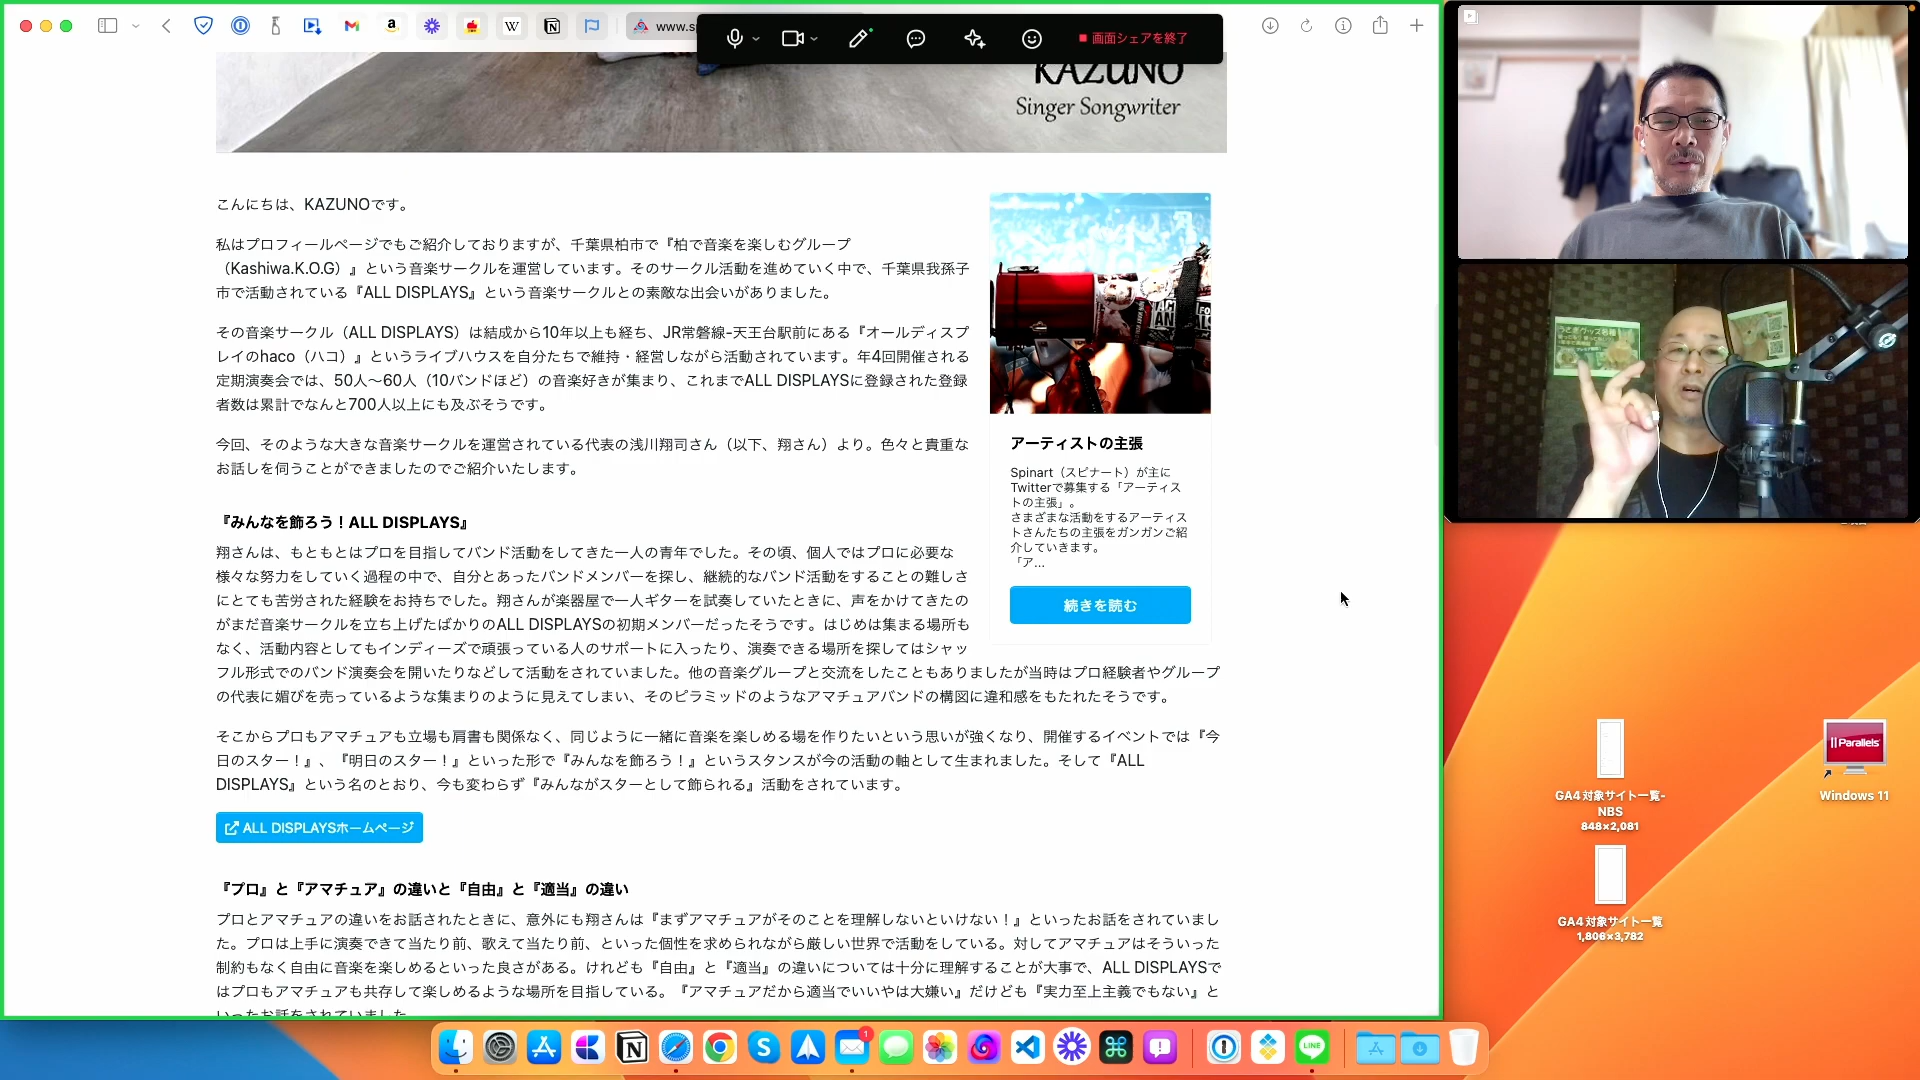 www.s
画面シェアを終了
KAZUNO
Singer Songwriter
こんにちは、KAZUNOです。
私はプロフィールページでもご紹介しておりますが、千葉県柏市で『柏で音楽を楽しむグループ
（Kashiwa.K.O.G）』という音楽サークルを運営しています。そのサークル活動を進めていく中で、千葉県我孫子
市で活動されている『ALL DISPLAYS』という音楽サークルとの素敵な出会いがありました。
その音楽サークル（ALL DISPLAYS）は結成から10年以上も経ち、JR常磐線-天王台駅前にある『オールディスプ
レイのhaco（ハコ）』というライブハウスを自分たちで維持・経営しながら活動されています。年4回開催される
定期演奏会では、50人〜60人（10バンドほど）の音楽好きが集まり、これまでALL DISPLAYSに登録された登録
者数は累計でなんと700人以上にも及ぶそうです。
今回、そのような大きな音楽サークルを運営されている代表の浅川翔司さん（以下、翔さん）より。色々と貴重な
お話しを伺うことができましたのでご紹介いたします。
アーティストの主張
Spinart（スピナート）が主に
Twitterで募集する「アーティス
トの主張」。
さまざまな活動をするアーティス
トさんたちの主張をガンガンご紹
介していきます。
「ア...
続きを読む
『みんなを飾ろう！ALL DISPLAYS』
翔さんは、もともとはプロを目指してバンド活動をしてきた一人の青年でした。その頃、個人ではプロに必要な
様々な努力をしていく過程の中で、自分とあったバンドメンバーを探し、継続的なバンド活動をすることの難しさ
にとても苦労された経験をお持ちでした。翔さんが楽器屋で一人ギターを試奏していたときに、声をかけてきたの
がまだ音楽サークルを立ち上げたばかりのALL DISPLAYSの初期メンバーだったそうです。はじめは集まる場所も
なく、活動内容としてもインディーズで頑張っている人のサポートに入ったり、演奏できる場所を探してはシャッ
フル形式でのバンド演奏会を開いたりなどして活動をされていました。他の音楽グループと交流をしたこともありましたが当時はプロ経験者やグループ
の代表に媚びを売っているような集まりのように見えてしまい、そのピラミッドのようなアマチュアバンドの構図に違和感をもたれたそうです。
そこからプロもアマチュアも立場も肩書も関係なく、同じように一緒に音楽を楽しめる場を作りたいという思いが強くなり、開催するイベントでは『今
日のスター！』、『明日のスター！』といった形で『みんなを飾ろう！』というスタンスが今の活動の軸として生まれました。そして『ALL
DISPLAYS』という名のとおり、今も変わらず『みんながスターとして飾られる』活動をされています。
ALL DISPLAYSホームページ
『プロ』と『アマチュア』の違いと『自由』と『適当』の違い
プロとアマチュアの違いをお話されたときに、意外にも翔さんは『まずアマチュアがそのことを理解しないといけない！』といったお話をされていまし
た。プロは上手に演奏できて当たり前、歌えて当たり前、といった個性を求められながら厳しい世界で活動をしている。対してアマチュアはそういった
制約もなく自由に音楽を楽しめるといった良さがある。けれども『自由』と『適当』の違いについては十分に理解することが大事で、ALL DISPLAYSで
はプロもアマチュアも共存して楽しめるような場所を目指している。『アマチュアだから適当でいいやは大嫌い』だけども『実力至上主義でもない』と
いったお話をされていました。
うさぎグッズ各種
GA4 対象サイト一覧-
NBS
848×2,081
Parallels
Windows 11
GA4 対象サイト一覧
1,806×3,782
LINE
1